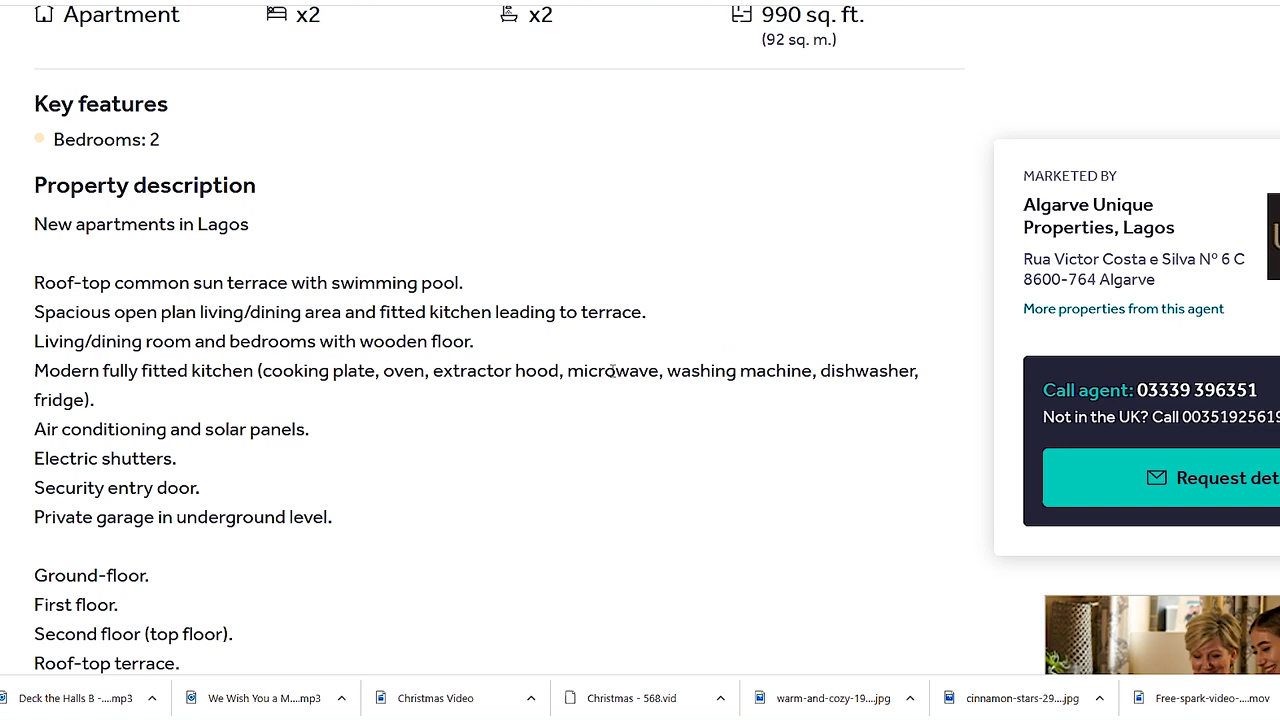 Apartment
x2
x2
990 sq. ft.
(92 sq. m.)
Key features
Bedrooms: 2
Property description
New apartments in Lagos
Roof-top common sun terrace with swimming pool.
Spacious open plan living/dining area and fitted kitchen leading to terrace.
Living/dining room and bedrooms with wooden floor.
Modern fully fitted kitchen (cooking plate, oven, extractor hood, microwave, washing machine, dishwasher,
fridge).
Air conditioning and solar panels.
Electric shutters.
Security entry door.
Private garage in underground level.
Ground-floor.
First floor.
Second floor (top floor).
Roof-top terrace.
MARKETED BY
Algarve Unique
Properties, Lagos
Rua Victor Costa e Silva Nº 6 C
8600-764 Algarve
More properties from this agent
Call agent: 03339 396351
Not in the UK? Call 0035192561
Request det
Deck the Halls B -....mp3
We Wish You a M....mp3
Christmas Video
Christmas - 568.vid
warm-and-cozy-19....jpg
cinnamon-stars-29....jpg
Free-spark-video-....mov